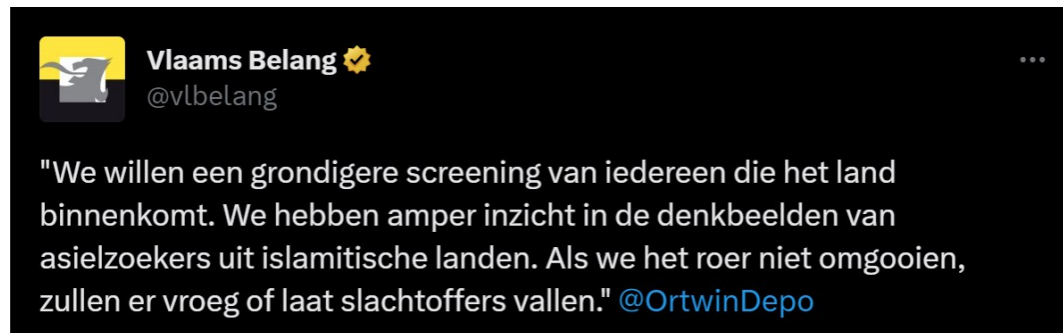 Vlaams Belang
@vlbelang
"We willen een grondigere screening van iedereen die het land
binnenkomt. We hebben amper inzicht in de denkbeelden van
asielzoekers uit islamitische landen. Als we het roer niet omgooien,
zullen er vroeg of laat slachtoffers vallen." @OrtwinDepo